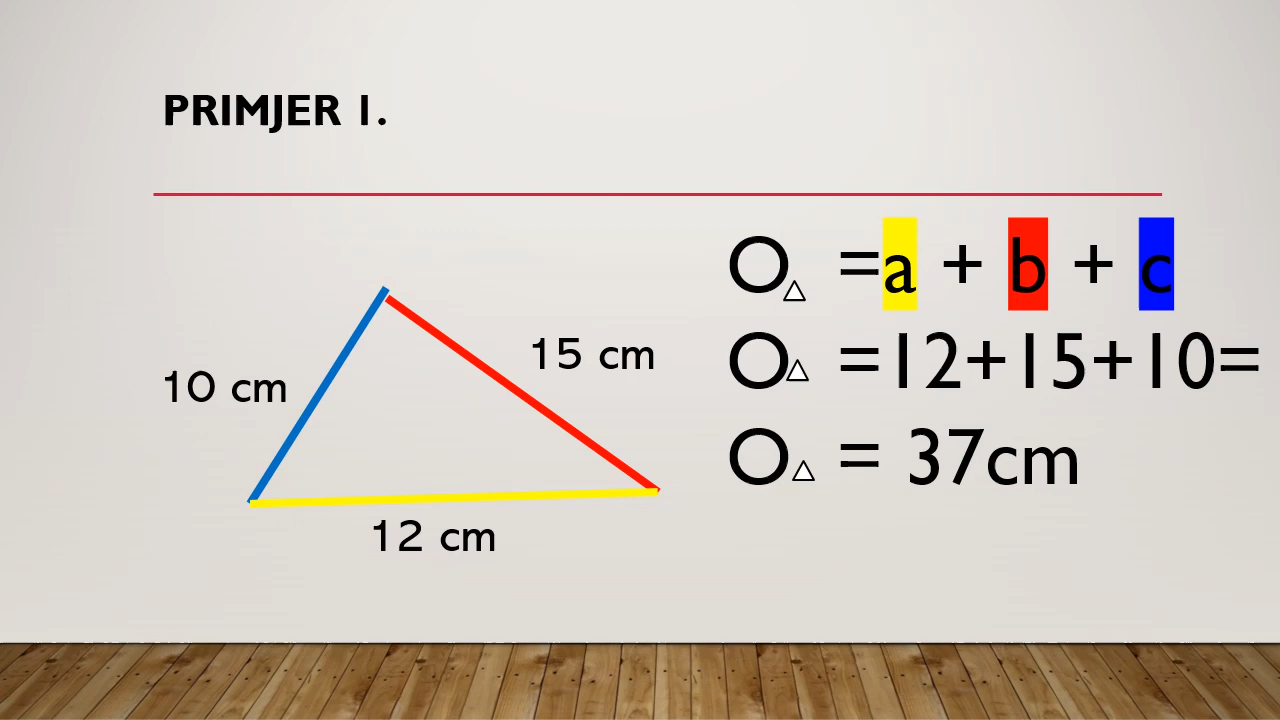 PRIMJER 1.
O△ =a + b + c
10 cm
15 cm
O△ =12+15+10=
O△ = 37cm
12 cm